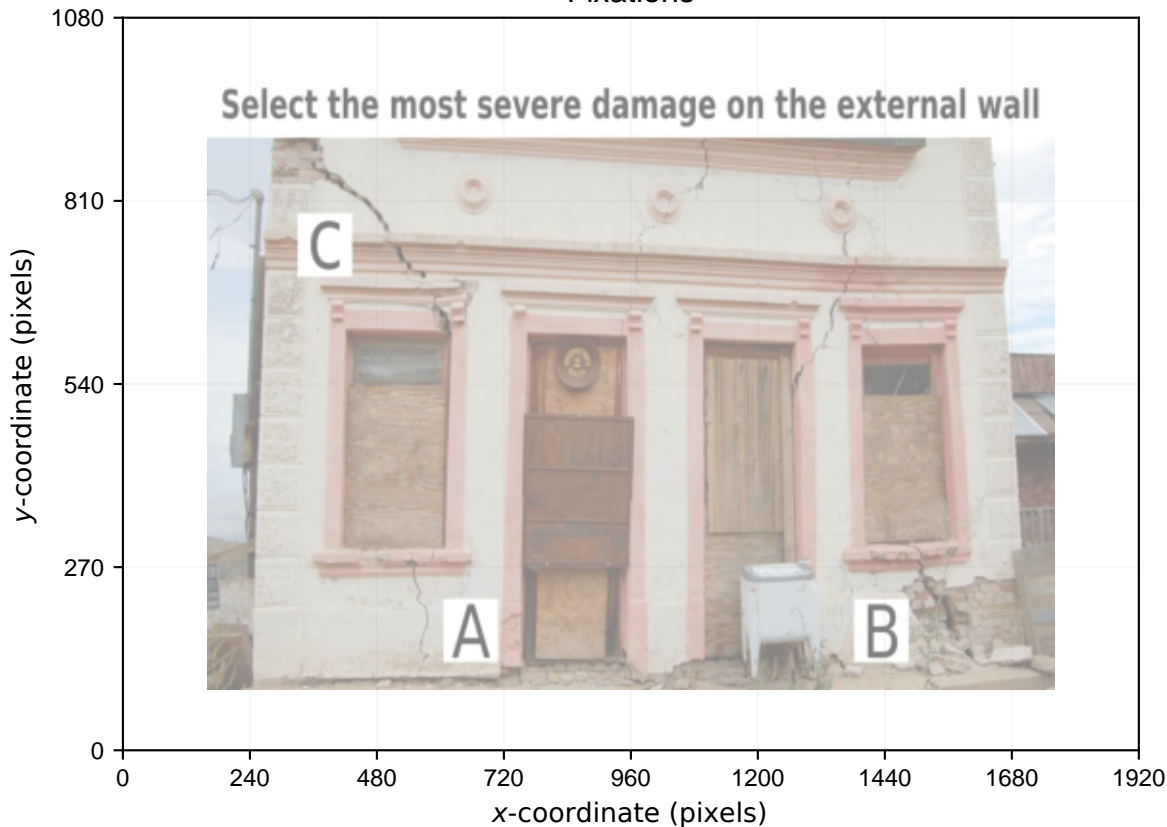 Select the most severe damage on the external wall
C
A
B
1080
810
540
270
0
0 240 480 720 960 1200 1440 1680 1920
y-coordinate (pixels)
x-coordinate (pixels)